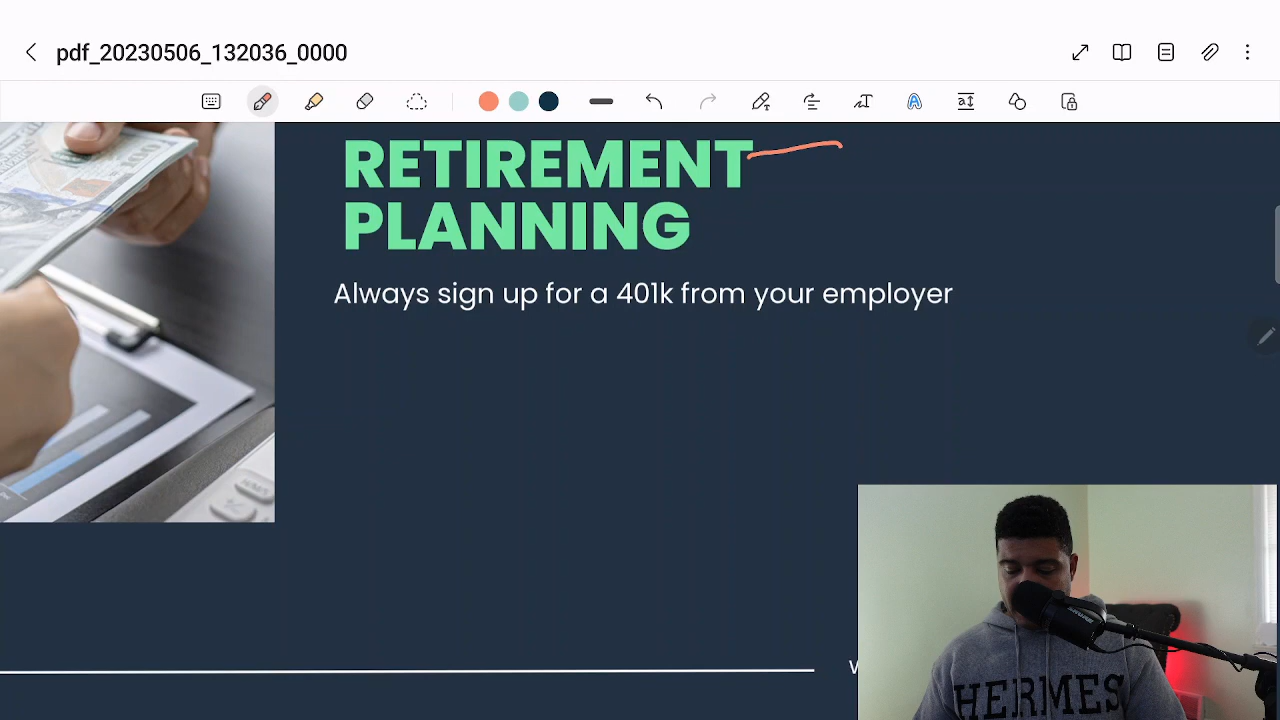 pdf_20230506_132036_0000
RETIREMENT
PLANNING
Always sign up for a 401k from your employer
W
HERMES